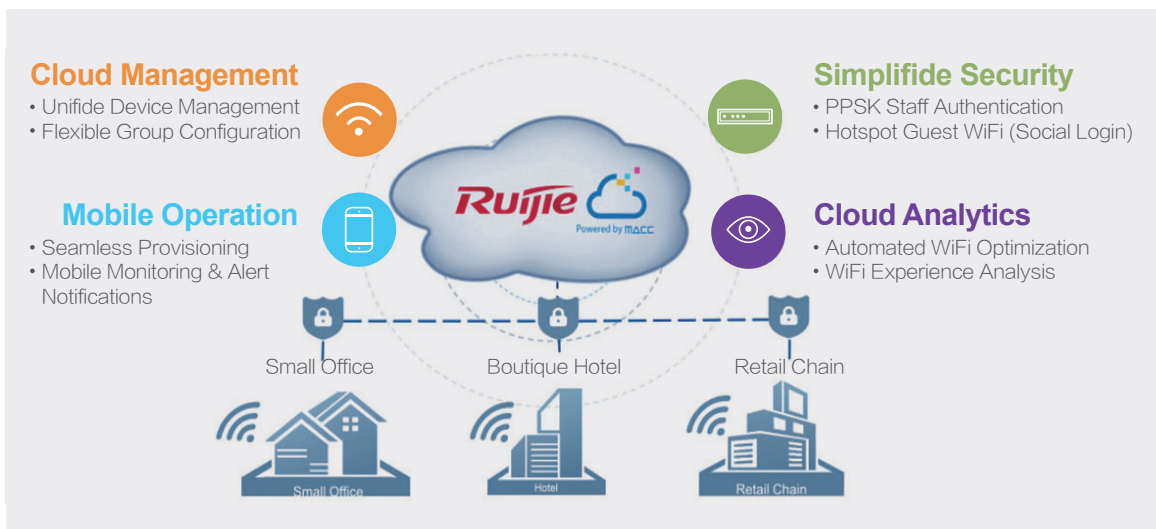 Cloud Management
• Unifide Device Management
• Flexible Group Configuration
Mobile Operation
• Seamless Provisioning
• Mobile Monitoring & Alert
Notifications
Ruijie
Powered by MACC
Simplifide Security
• PPSK Staff Authentication
• Hotspot Guest WiFi (Social Login)
Cloud Analytics
• Automated WiFi Optimization
• WiFi Experience Analysis
Small Office
Boutique Hotel
Retail Chain
Small Office
Hotel
Retail Chain